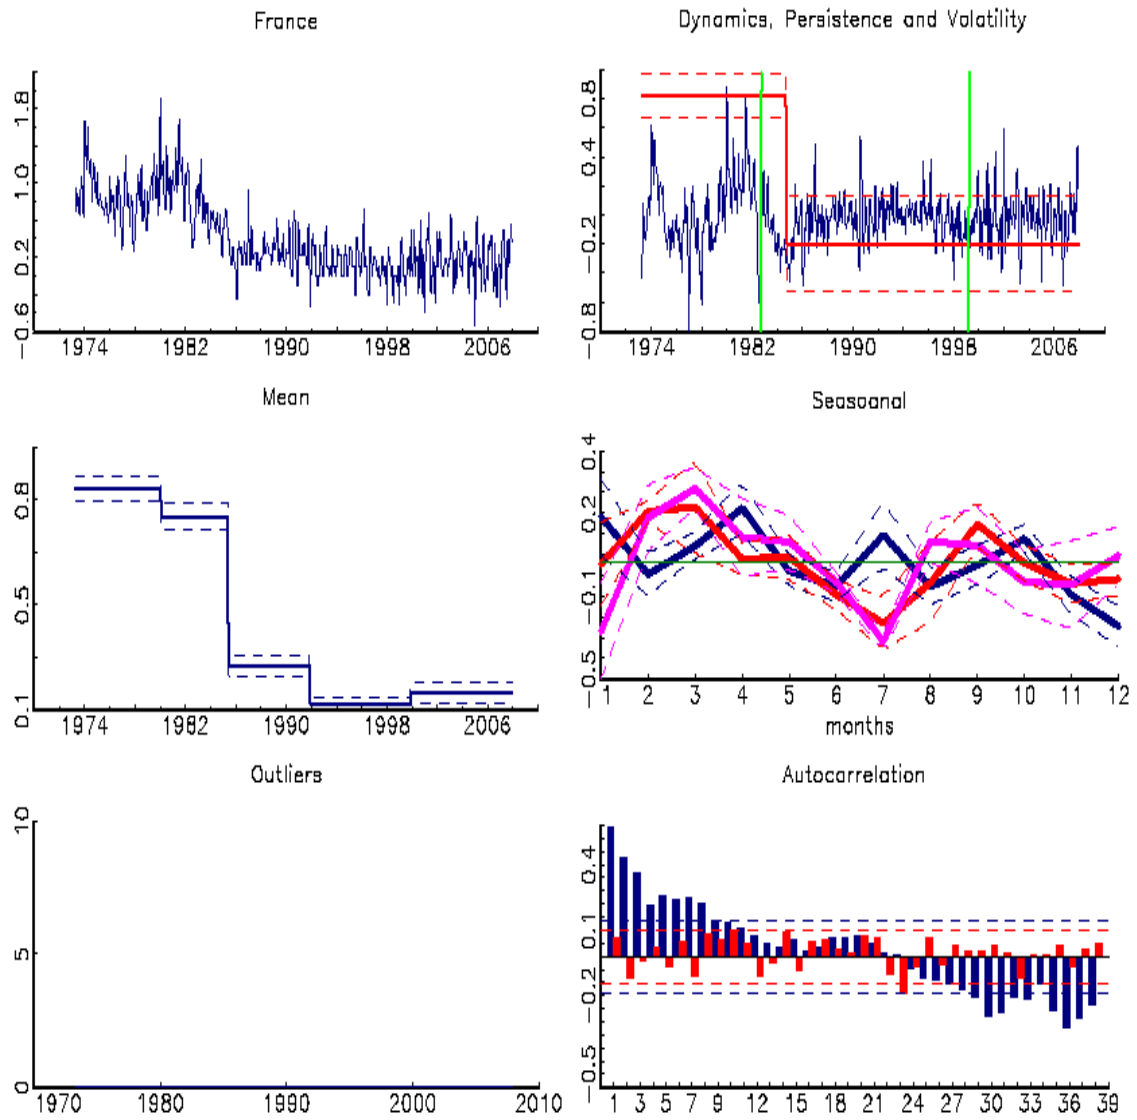 France
1.8
1.0
0.2
−0.6
1974 1982 1990 1998 2006
Dynamics, Persistence and Volatility
0.8
0.4
−0.2
−0.8
1974 1982 1990 1998 2006
Mean
0.8
0.5
0.1
1974 1982 1990 1998 2006
Seasoanal
0.4
0.2
−0.1
−0.5
1 2 3 4 5 6 7 8 9 10 11 12
months
Outliers
10
5
0
1970 1980 1990 2000 2010
Autocarrelation
0.4
0.1
−0.2
−0.5
1 3 5 7 9 12 15 18 21 24 27 30 33 36 39